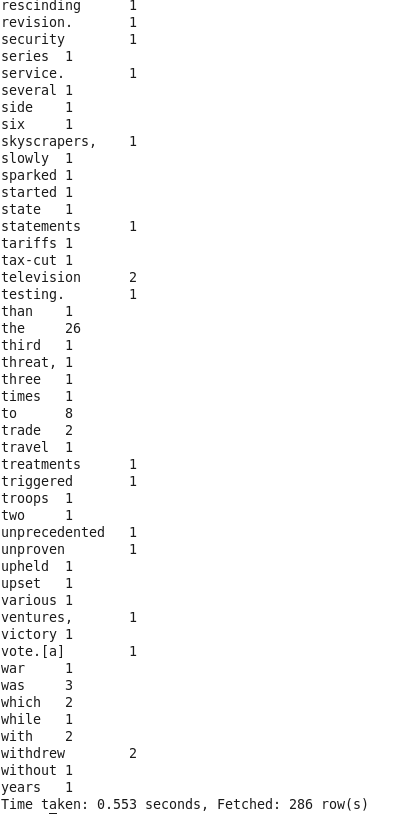 rescinding 1
revision. 1
security 1
series 1
service. 1
several 1
side 1
six 1
skyscrapers, 1
slowly 1
sparked 1
started 1
state 1
statements 1
tariffs 1
tax-cut 1
television 2
testing. 1
than 1
the 26
third 1
threat, 1
three 1
times 1
to 8
trade 2
travel 1
treatments 1
triggered 1
troops 1
two 1
unprecedented 1
unproven 1
upheld 1
upset 1
various 1
ventures, 1
victory 1
vote.[a] 1
war 1
was 3
which 2
while 1
with 2
withdrew 2
without 1
years 1
Time taken: 0.553 seconds, Fetched: 286 row(s)